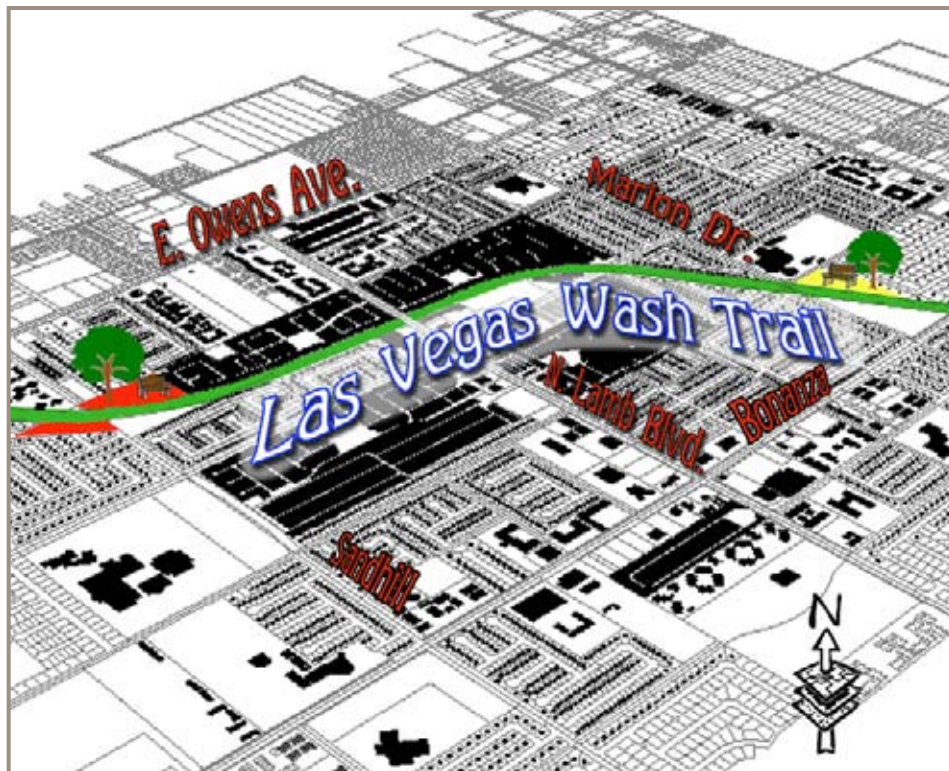 E. Owens Ave.
Marion Dr.
Las Vegas Wash Trail
N. Lamb Blvd.
Bonanza
Sandhill
N